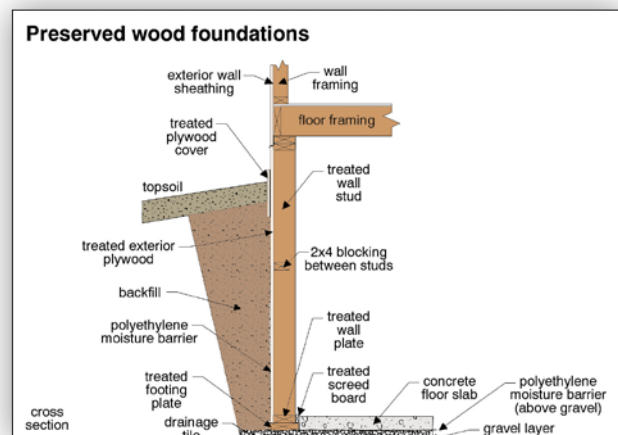 Preserved wood foundations
exterior wall
sheathing
wall
framing
floor framing
treated
plywood
cover
topsoil
treated
wall
stud
treated exterior
plywood
2x4 blocking
between studs
backfill
polyethylene
moisture barrier
treated
wall
plate
treated
footing
plate
treated
screed
board
concrete
floor slab
polyethylene
moisture barrier
(above gravel)
cross
section
drainage
tile
gravel layer